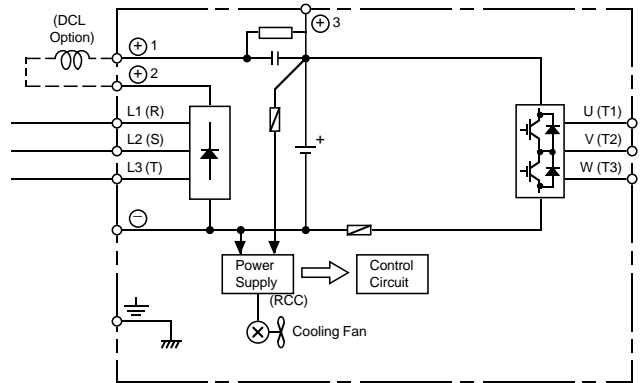 (DCL
Option)
⊕ 3
⊕ 1
⊕ 2
L1 (R)
L2 (S)
L3 (T)
+
U (T1)
V (T2)
W (T3)
⊖
Power
Supply
(RCC)
Control
Circuit
Cooling Fan